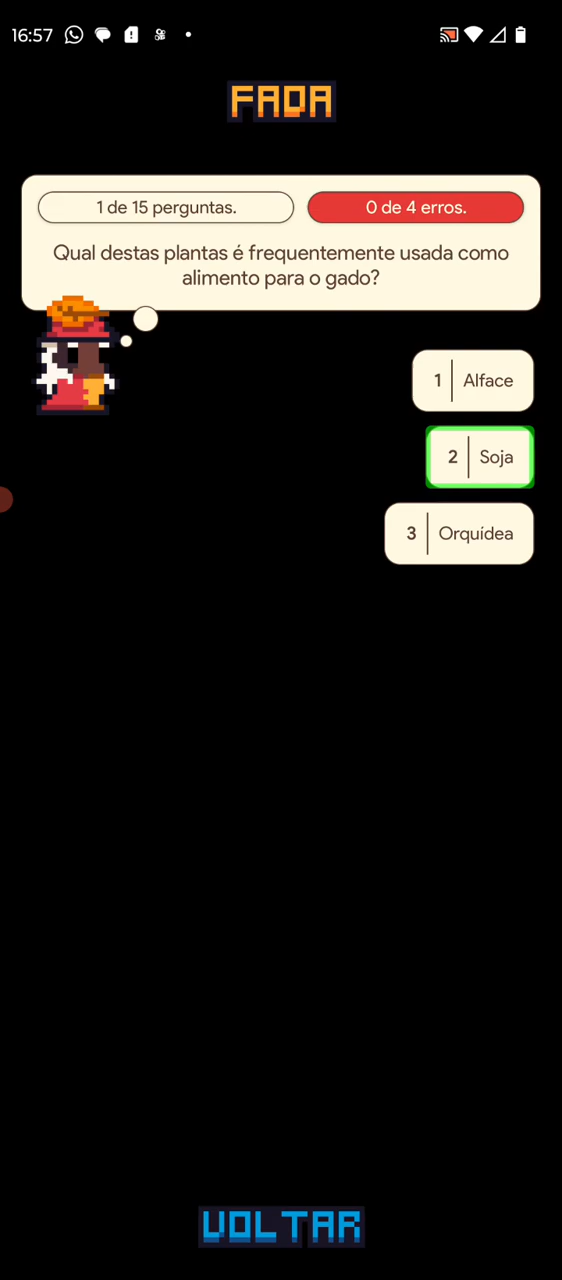 16:57
FADA
1 de 15 perguntas.
0 de 4 erros.
Qual destas plantas é frequentemente usada como
alimento para o gado?
1 Alface
2 Soja
3 Orquídea
VOLTAR